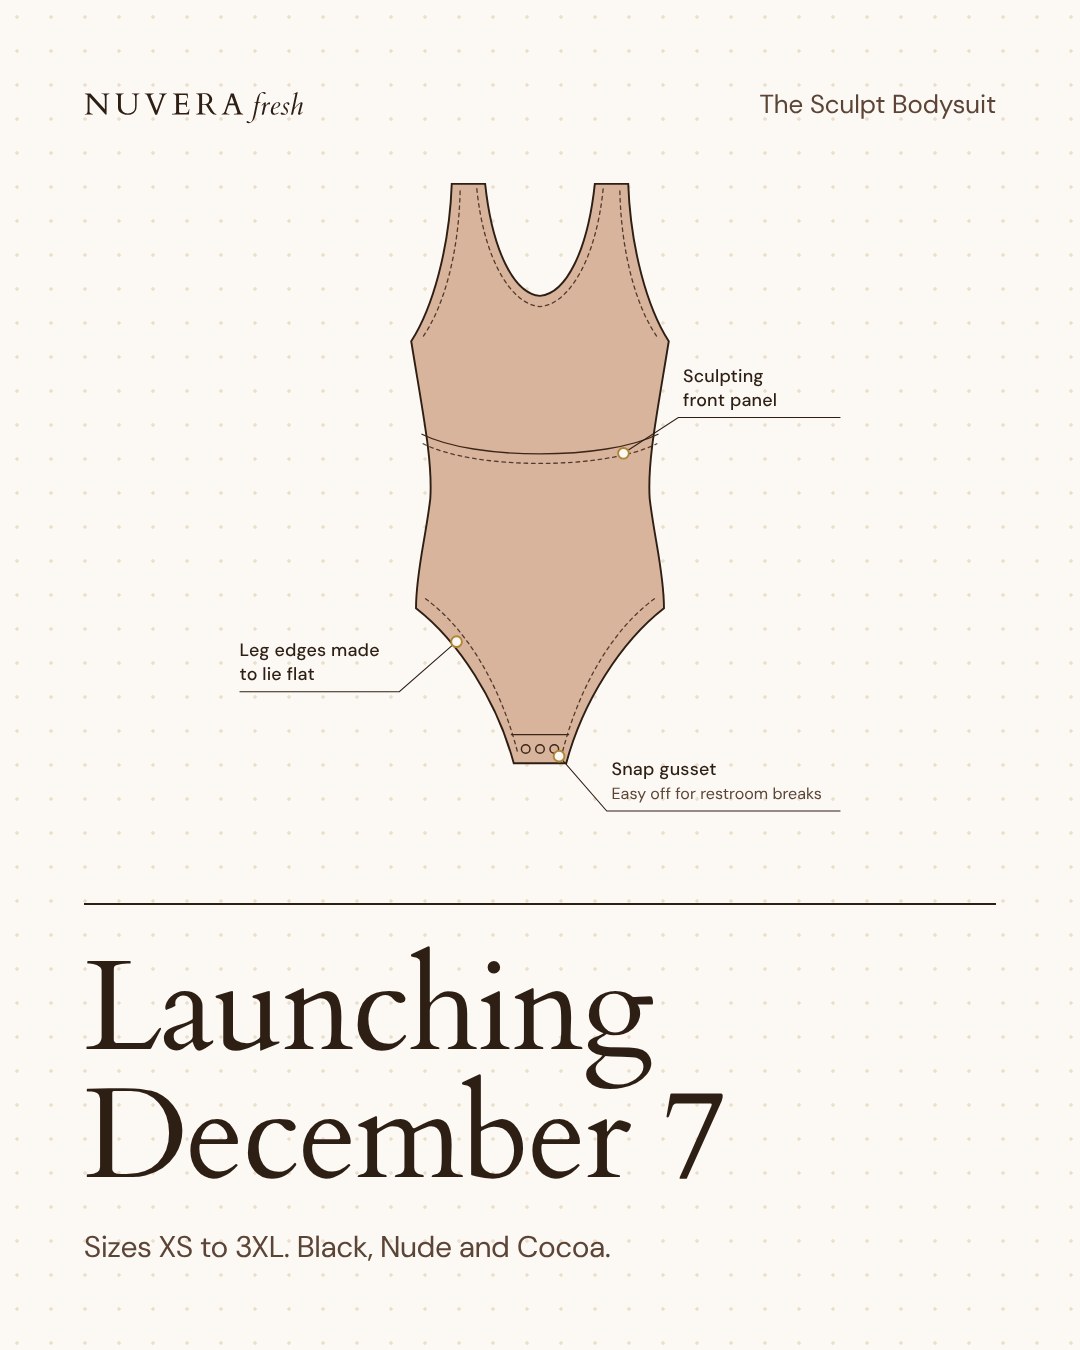 NUVERA fresh
The Sculpt Bodysuit
Sculpting
front panel
Leg edges made
to lie flat
Snap gusset
Easy off for restroom breaks
Launching
December 7
Sizes XS to 3XL. Black, Nude and Cocoa.